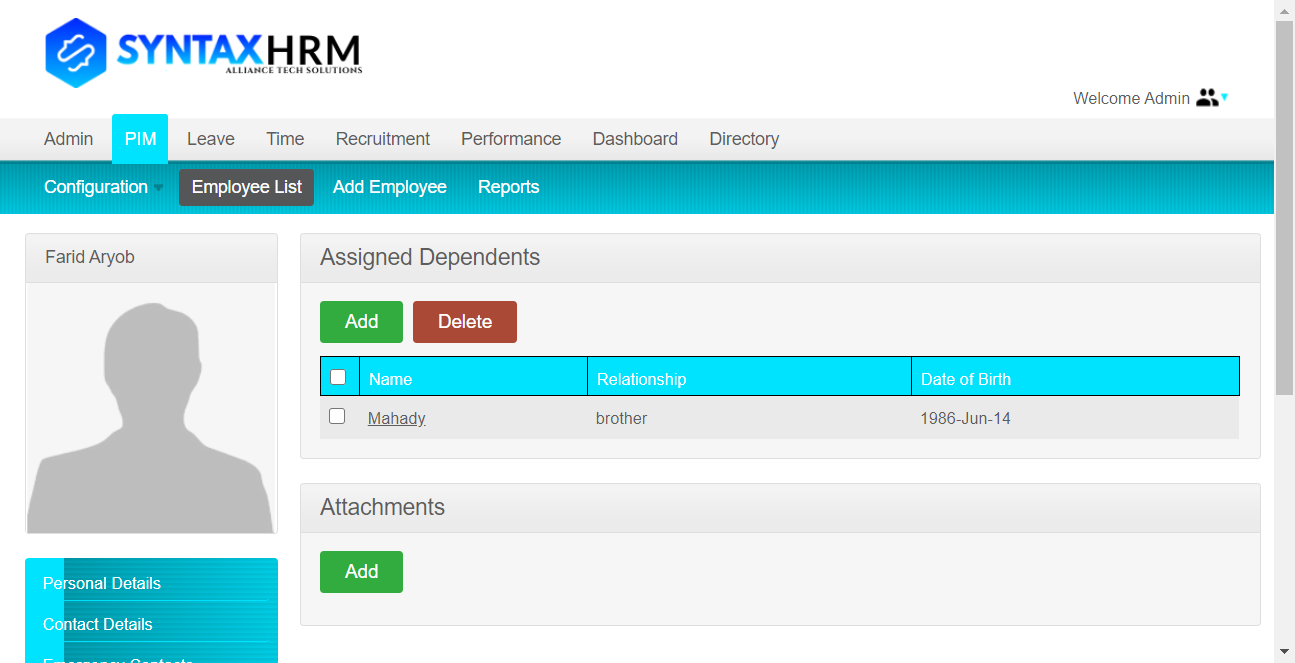 SYNTAXHRM
ALLIANCE TECH SOLUTIONS
Welcome Admin
Admin PIM Leave Time Recruitment Performance Dashboard Directory
Configuration Employee List Add Employee Reports
Farid Aryob
Assigned Dependents
Add Delete
Name Relationship Date of Birth
Mahady brother 1986-Jun-14
Attachments
Add
Personal Details
Contact Details
Emergency Contacts